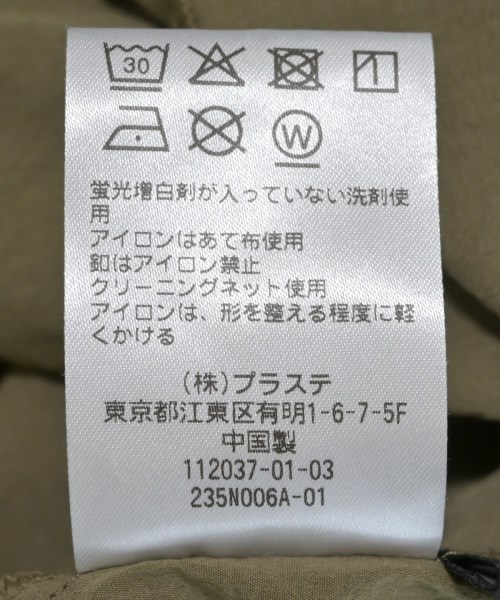 30
1
W
蛍光増白剤が入っていない洗剤使
用
アイロンはあて布使用
釦はアイロン禁止
クリーニングネット使用
アイロンは、形を整える程度に軽
くかける
(株)プラステ
東京都江東区有明1-6-7-5F
中国製
112037-01-03
235N006A-01